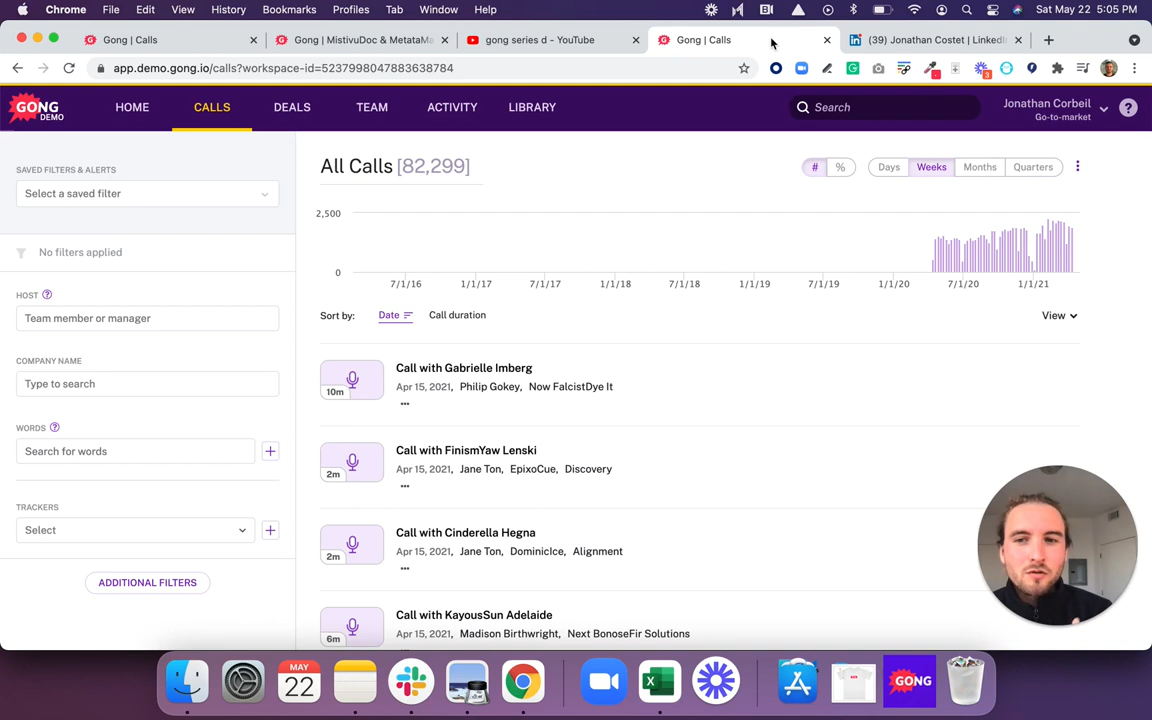 Chrome File Edit View History Bookmarks Profiles Tab Window Help Sat May 22 5:05 PM
Gong | Calls
Gong | MistivuDoc & MetataMa
gong series d - YouTube
Gong | Calls
(39) Jonathan Costet | LinkedIn
app.demo.gong.io/calls?workspace-id=5237998047883638784
GONG
DEMO
HOME CALLS DEALS TEAM ACTIVITY LIBRARY
Search
Jonathan Corbeil
Go-to-market
SAVED FILTERS & ALERTS
Select a saved filter
No filters applied
HOST
Team member or manager
COMPANY NAME
Type to search
WORDS
Search for words
TRACKERS
Select
ADDITIONAL FILTERS
All Calls [82,299]
# % Days Weeks Months Quarters
2,500
0
7/1/16 1/1/17 7/1/17 1/1/18 7/1/18 1/1/19 7/1/19 1/1/20 7/1/20 1/1/21
Sort by: Date Call duration View
10m
Call with Gabrielle Imberg
Apr 15, 2021, Philip Gokey, Now FalcistDye It
2m
Call with FinismYaw Lenski
Apr 15, 2021, Jane Ton, EpixoCue, Discovery
2m
Call with Cinderella Hegna
Apr 15, 2021, Jane Ton, DominicIce, Alignment
6m
Call with KayousSun Adelaide
Apr 15, 2021, Madison Birthwright, Next BonoseFir Solutions
MAY
22
GONG